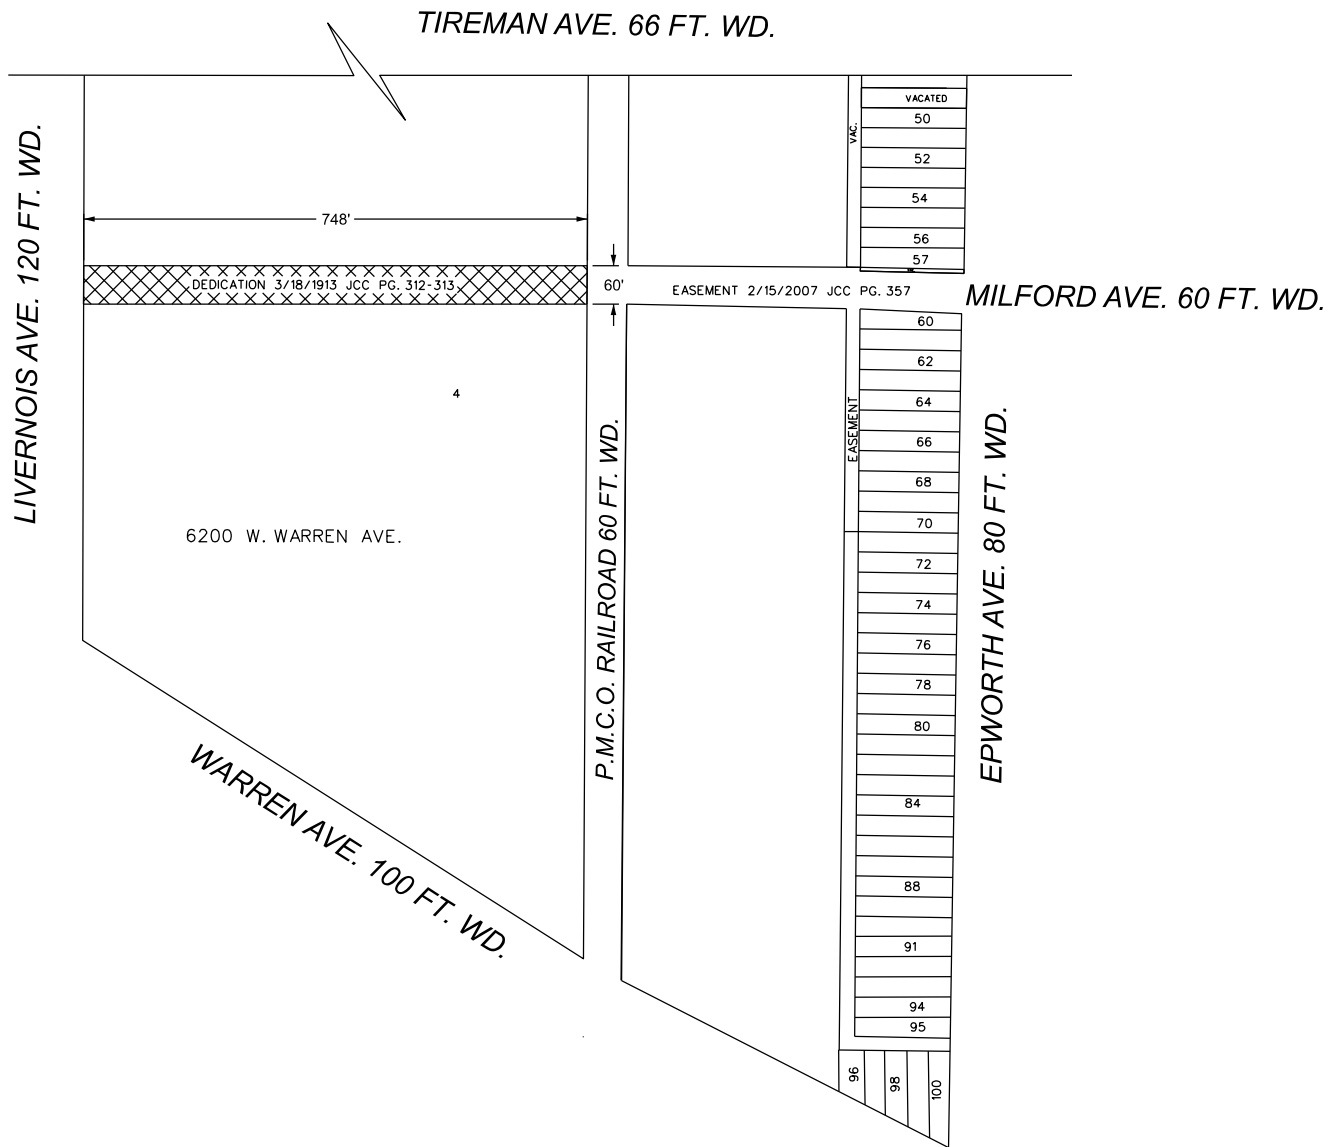 TIREMAN AVE. 66 FT. WD.
VACATED
50
VAC.
52
54
56
57
LIVERNOIS AVE. 120 FT. WD.
748'
DEDICATION 3/18/1913 JCC PG. 312-313
60'
EASEMENT 2/15/2007 JCC PG. 357
MILFORD AVE. 60 FT. WD.
60
62
4
64
EASEMENT
66
68
70
6200 W. WARREN AVE.
P.M.C.O. RAILROAD 60 FT. WD.
EPWORTH AVE. 80 FT. WD.
72
74
76
78
80
WARREN AVE. 100 FT. WD.
84
88
91
94
95
96
98
100